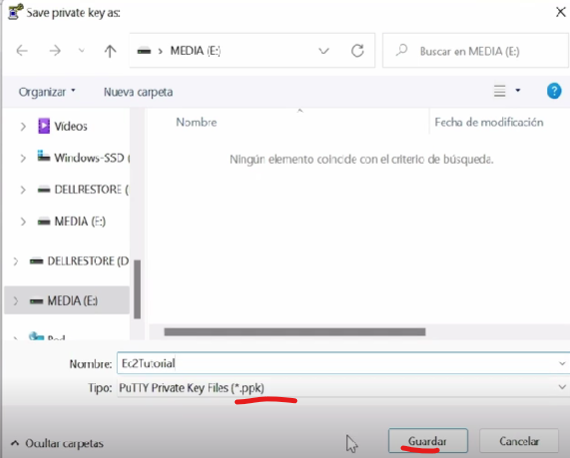 Save private key as:
MEDIA (E:)
Buscar en MEDIA (E:)
Organizar
Nueva carpeta
Nombre
Fecha de modificación
Ningún elemento coincide con el criterio de búsqueda.
Videos
Windows-SSD (
DELLRESTORE (
MEDIA (E:)
DELLRESTORE (D
MEDIA (E:)
Red
Nombre:
Ec2Tutorial
Tipo:
PuTTY Private Key Files (*.ppk)
Ocultar carpetas
Guardar
Cancelar